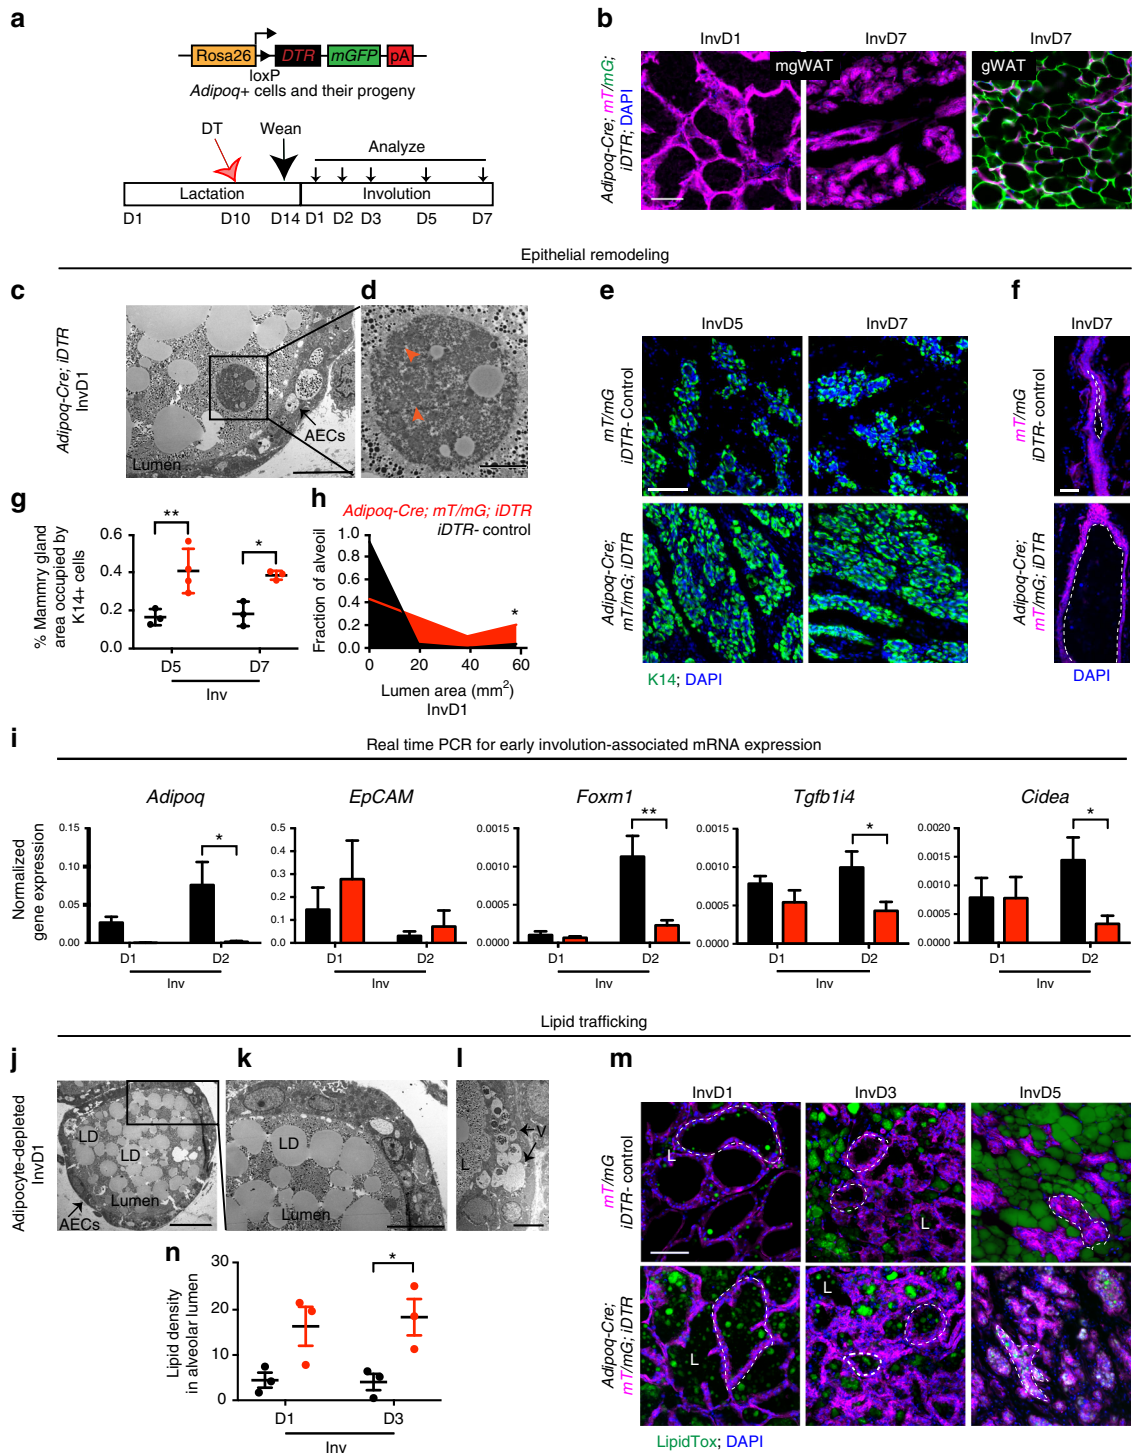 a
Rosa26
DTR
mGFP
pA
loxP
Adipoq+ cells and their progeny
DT
Wean
Analyze
Lactation
Involution
D1
D10
D14
D1
D2
D3
D5
D7
b
InvD1
InvD7
InvD7
mgWAT
gWAT
Adipoq-Cre; mT/mG;
iDTR; DAPI
Epithelial remodeling
c
Adipoq-Cre; iDTR
InvD1
Lumen
AECs
d
e
InvD5
InvD7
mT/mG
iDTR- Control
Adipoq-Cre;
mT/mG; iDTR
K14; DAPI
f
InvD7
mT/mG
iDTR- control
Adipoq-Cre;
mT/mG; iDTR
DAPI
g
% Mammry gland
area occupied by
K14+ cells
0.6
0.4
0.2
0.0
**
*
D5
D7
Inv
h
Adipoq-Cre; mT/mG; iDTR
iDTR- control
Fraction of alveoil
1.0
0.8
0.6
0.4
0.2
0.0
*
0
20
40
60
Lumen area (mm²)
InvD1
i
Real time PCR for early involution-associated mRNA expression
Normalized
gene expression
Adipoq
0.15
0.10
0.05
0.00
*
D1
D2
Inv
EpCAM
0.5
0.4
0.3
0.2
0.1
0.0
D1
D2
Inv
Foxm1
0.0015
0.0010
0.0005
0.0000
**
D1
D2
Inv
Tgfb1i4
0.0015
0.0010
0.0005
0.0000
*
D1
D2
Inv
Cidea
0.0020
0.0015
0.0010
0.0005
0.0000
*
D1
D2
Inv
Lipid trafficking
j
Adipocyte-depleted
InvD1
LD
LD
Lumen
AECs
k
LD
Lumen
l
L
V
m
InvD1
InvD3
InvD5
mT/mG
iDTR- control
L
L
Adipoq-Cre;
mT/mG; iDTR
L
L
LipidTox; DAPI
n
Lipid density
in alveolar lumen
30
20
10
0
*
D1
D3
Inv